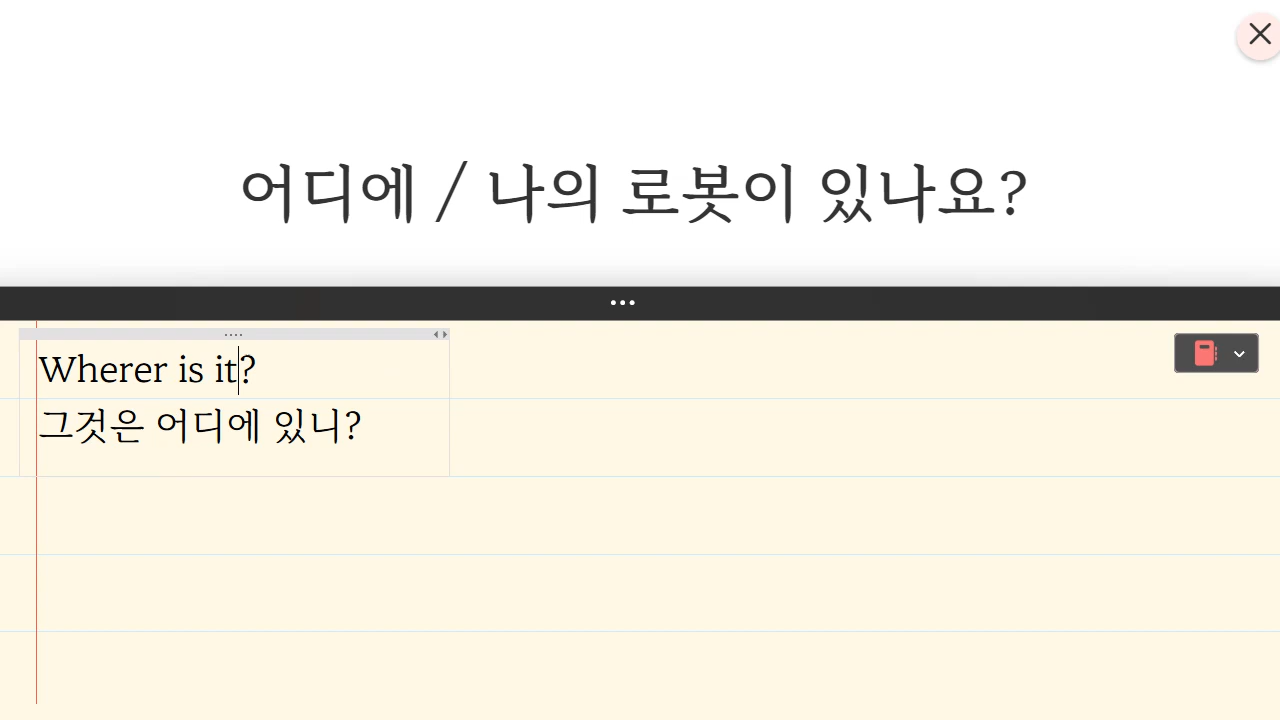 어디에 / 나의 로봇이 있나요?
Wherer is it?
그것은 어디에 있니?